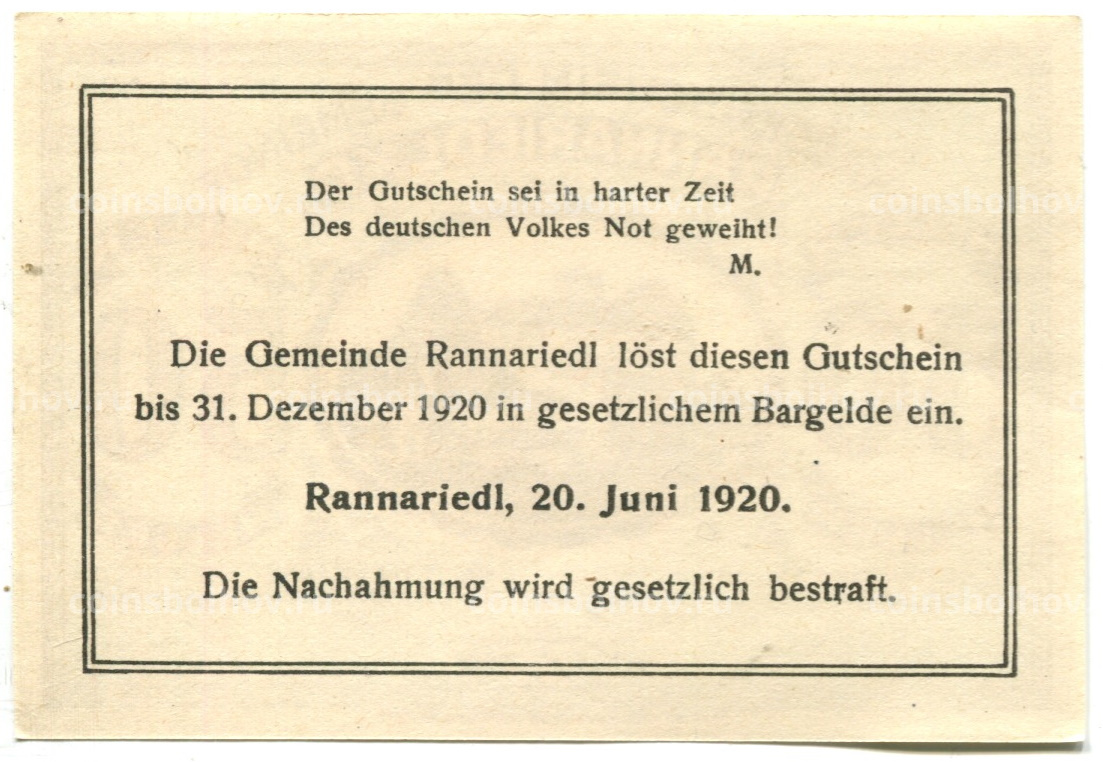 Der Gutschein sei in harter Zeit
Des deutschen Volkes Not geweiht!
M.
Die Gemeinde Rannariedl löst diesen Gutschein
bis 31. Dezember 1920 in gesetzlichem Bargelde ein.
Rannariedl, 20. Juni 1920.
Die Nachahmung wird gesetzlich bestraft.